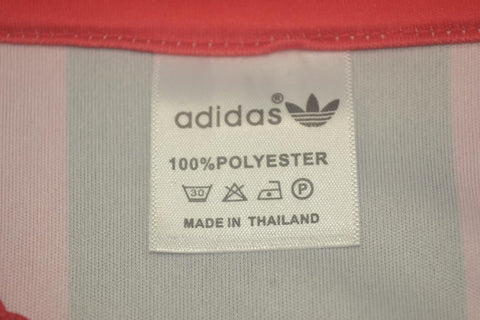 adidas®
100%POLYESTER
30 P
MADE IN THAILAND